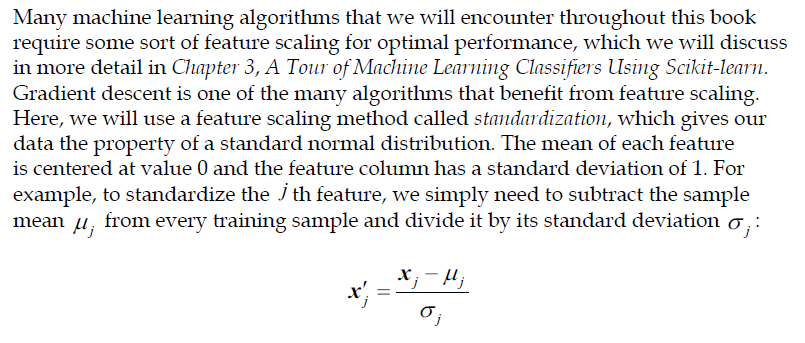 Many machine learning algorithms that we will encounter throughout this book
require some sort of feature scaling for optimal performance, which we will discuss
in more detail in Chapter 3, A Tour of Machine Learning Classifiers Using Scikit-learn.
Gradient descent is one of the many algorithms that benefit from feature scaling.
Here, we will use a feature scaling method called standardization, which gives our
data the property of a standard normal distribution. The mean of each feature
is centered at value 0 and the feature column has a standard deviation of 1. For
example, to standardize the j th feature, we simply need to subtract the sample
mean μ_j from every training sample and divide it by its standard deviation σ_j :
x′_j = (x_j − μ_j) / σ_j